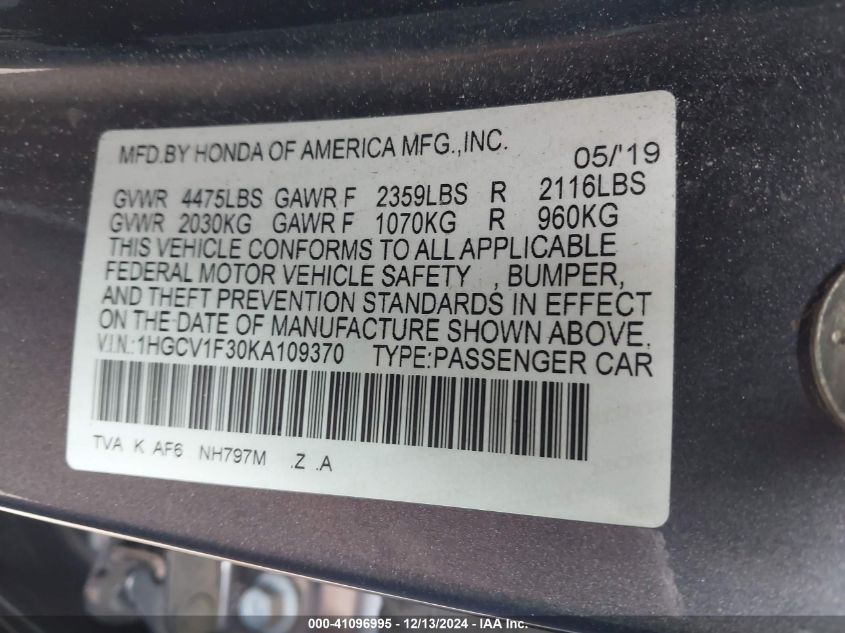 MFD.BY HONDA OF AMERICA MFG.,INC. 05/'19
GVWR 4475LBS GAWR F 2359LBS R 2116LBS
GVWR 2030KG GAWR F 1070KG R 960KG
THIS VEHICLE CONFORMS TO ALL APPLICABLE
FEDERAL MOTOR VEHICLE SAFETY , BUMPER,
AND THEFT PREVENTION STANDARDS IN EFFECT
ON THE DATE OF MANUFACTURE SHOWN ABOVE.
V.I.N.:1HGCV1F30KA109370 TYPE:PASSENGER CAR
TVA K AF6 NH797M .Z .A
000-41096995 - 12/13/2024 - IAA Inc.